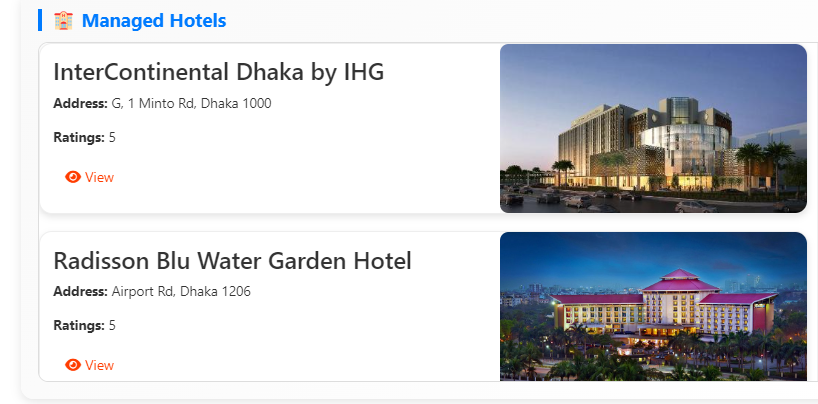 Managed Hotels
InterContinental Dhaka by IHG
Address: G, 1 Minto Rd, Dhaka 1000
Ratings: 5
View
Radisson Blu Water Garden Hotel
Address: Airport Rd, Dhaka 1206
Ratings: 5
View